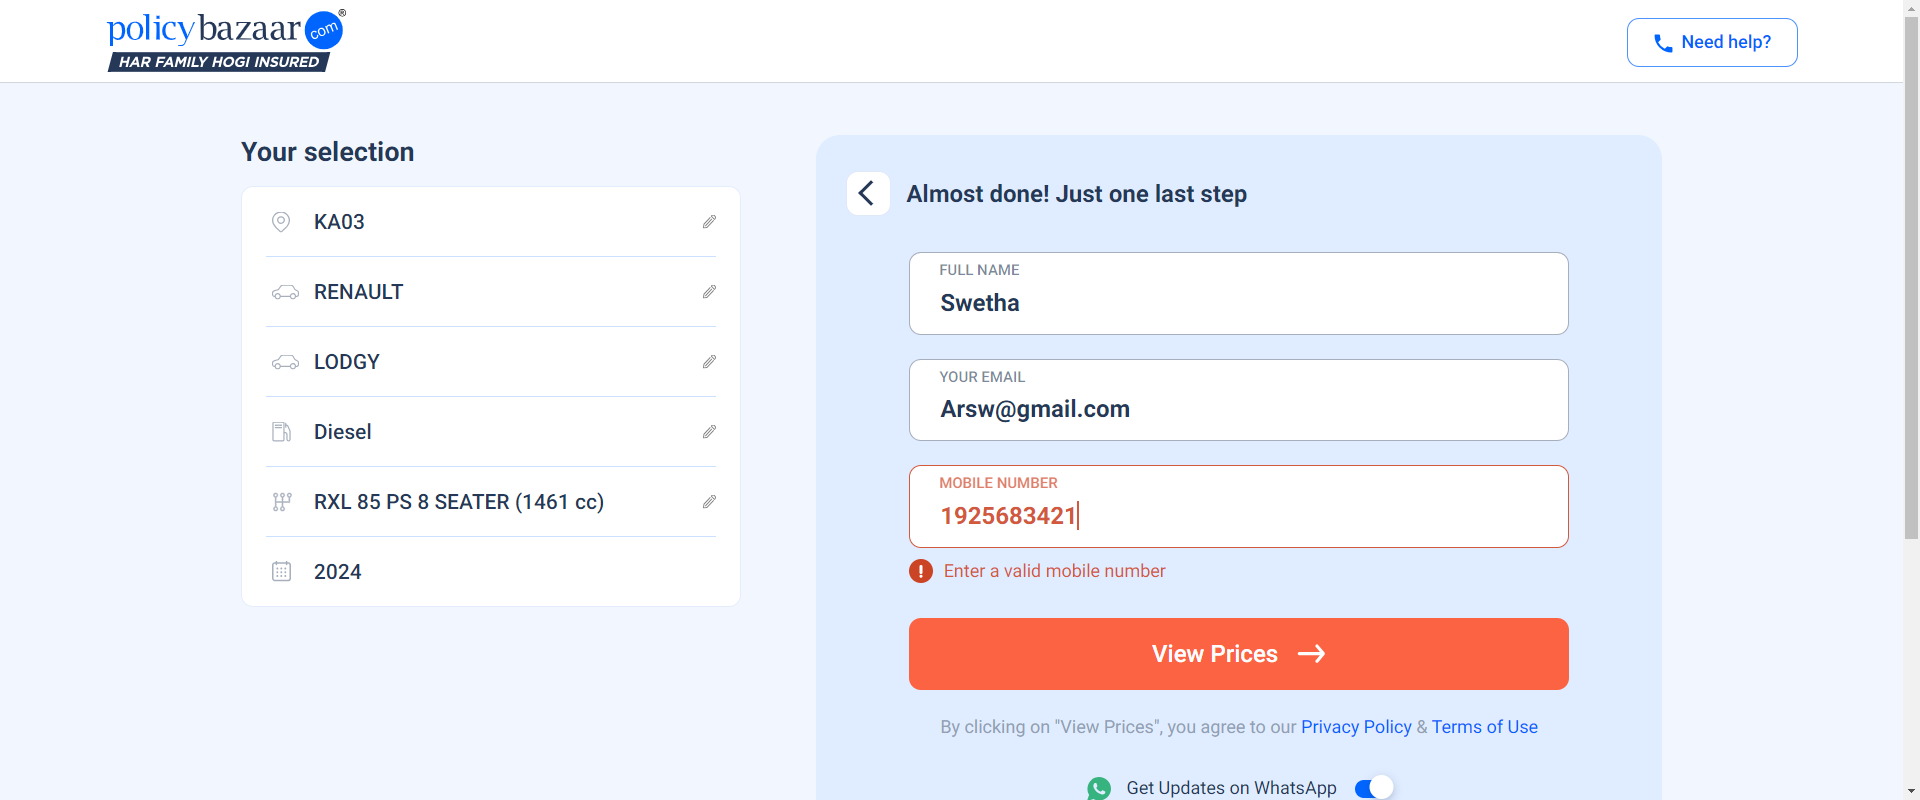 policybazaar.com®
HAR FAMILY HOGI INSURED
Need help?
Your selection
KA03
RENAULT
LODGY
Diesel
RXL 85 PS 8 SEATER (1461 cc)
2024
Almost done! Just one last step
FULL NAME
Swetha
YOUR EMAIL
Arsw@gmail.com
MOBILE NUMBER
1925683421
Enter a valid mobile number
View Prices
By clicking on "View Prices", you agree to our Privacy Policy & Terms of Use
Get Updates on WhatsApp